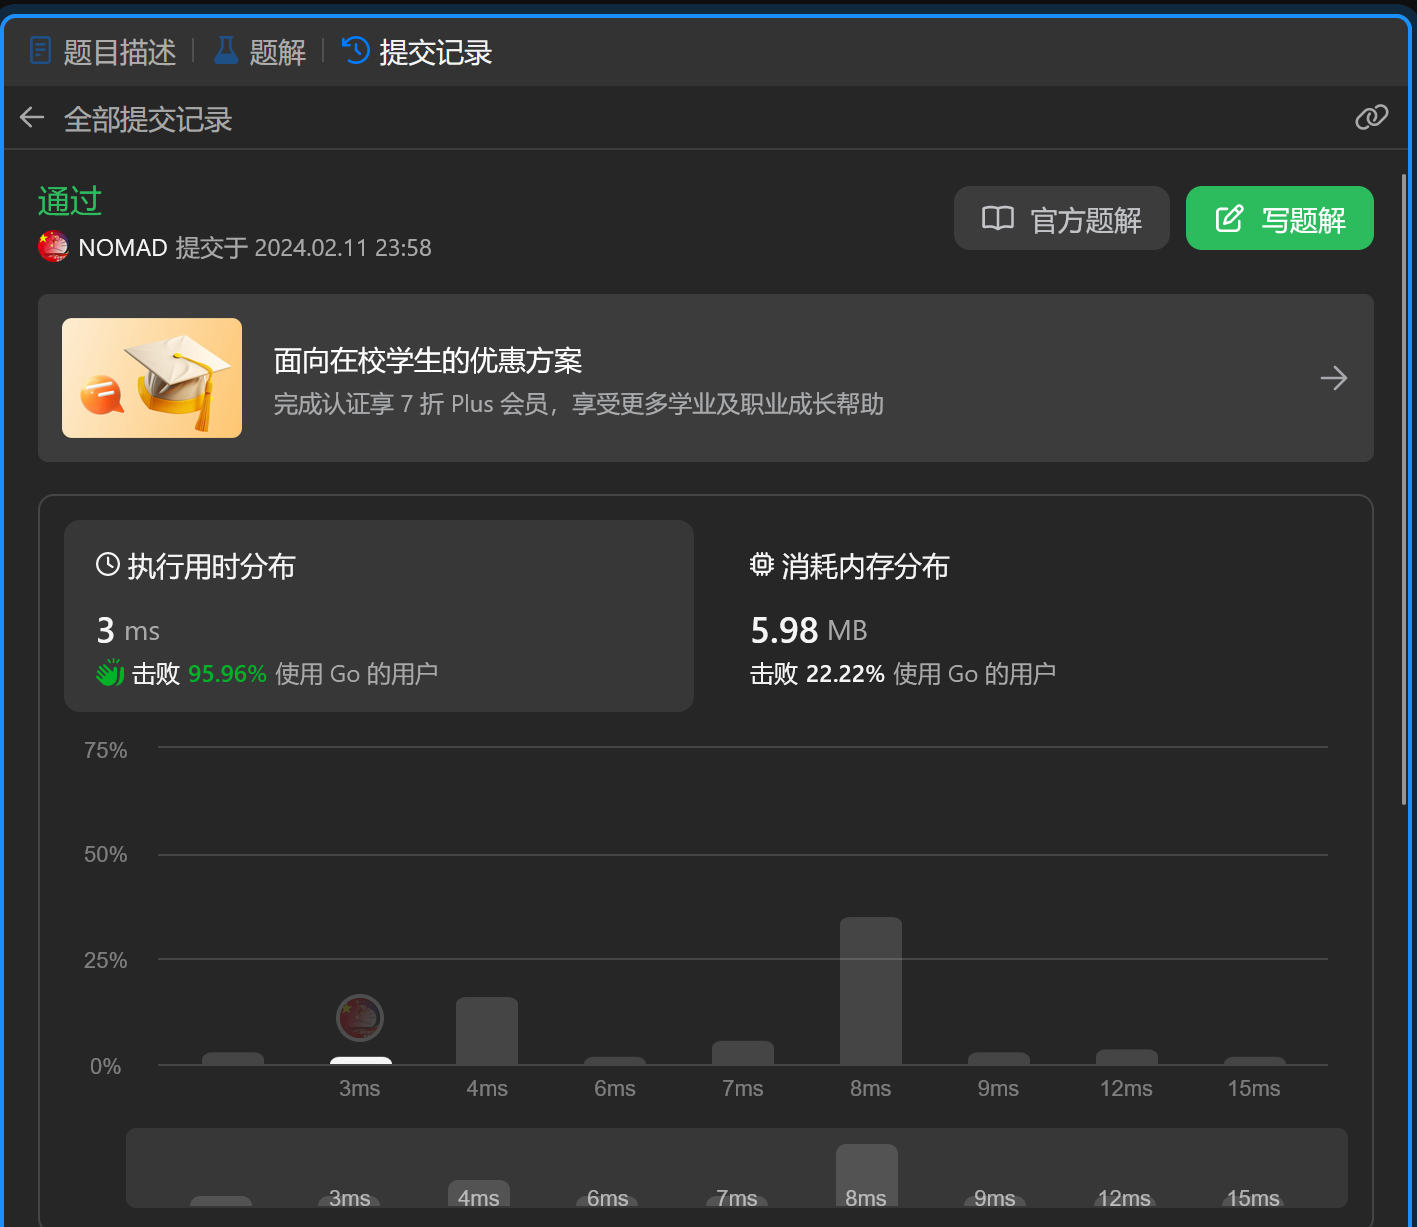 题目描述 题解 提交记录
全部提交记录
通过
官方题解 写题解
NOMAD 提交于 2024.02.11 23:58
面向在校学生的优惠方案
完成认证享 7 折 Plus 会员，享受更多学业及职业成长帮助
执行用时分布
3 ms
击败 95.96% 使用 Go 的用户
消耗内存分布
5.98 MB
击败 22.22% 使用 Go 的用户
75%
50%
25%
0%
3ms 4ms 6ms 7ms 8ms 9ms 12ms 15ms
3ms 4ms 6ms 7ms 8ms 9ms 12ms 15ms